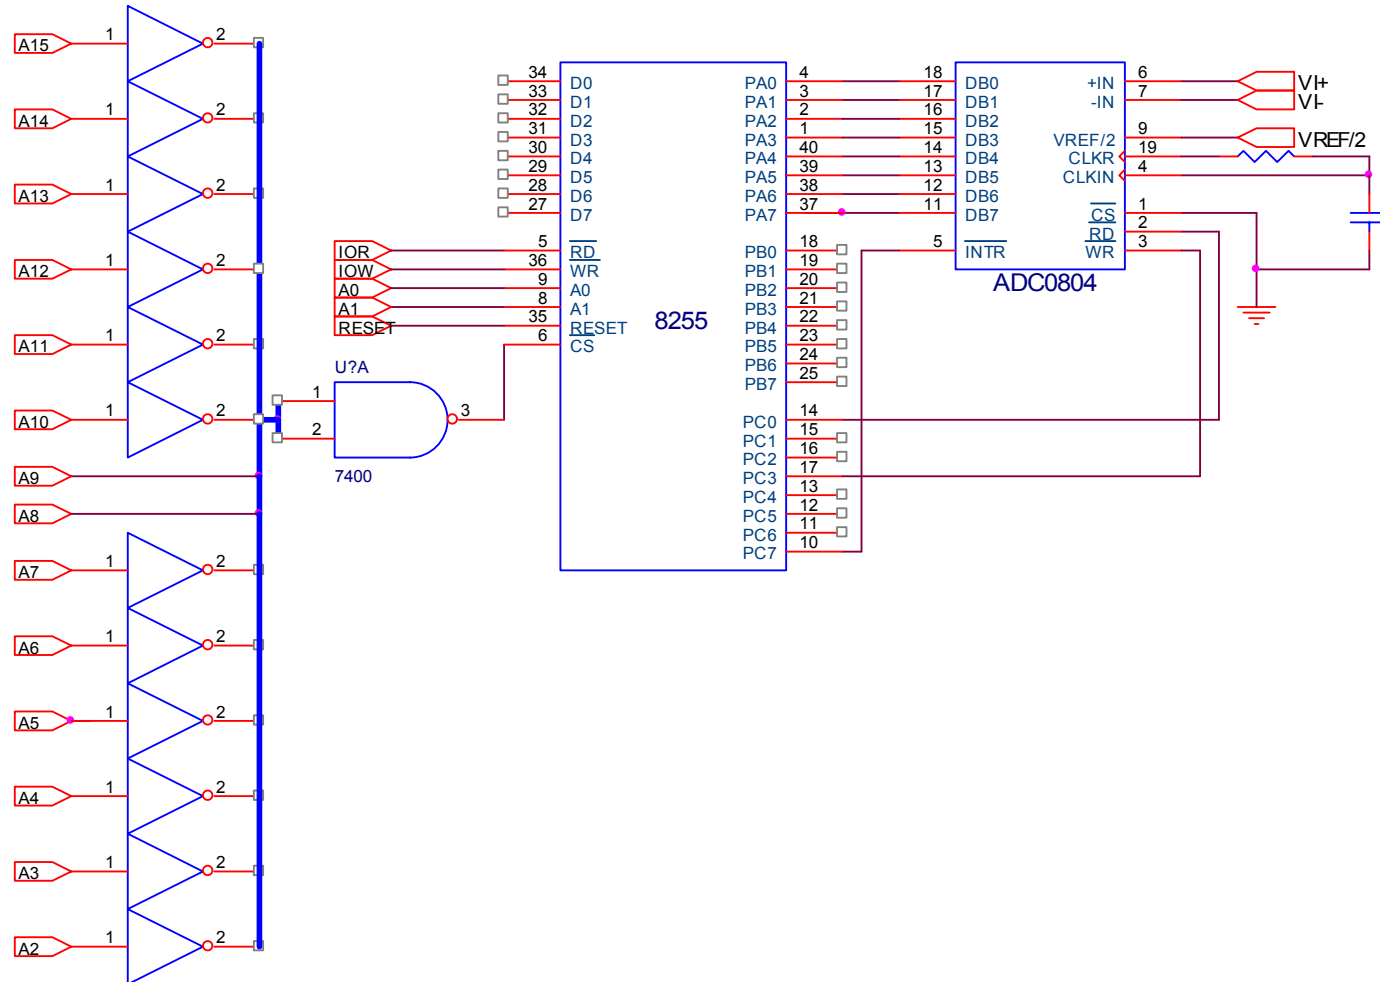 A15 1 2
A14 1 2
A13 1 2
A12 1 2
A11 1 2
A10 1 2
A9
A8
A7 1 2
A6 1 2
A5 1 2
A4 1 2
A3 1 2
A2 1 2
U?A
1
2
3
7400
IOR
IOW
A0
A1
RESET
34 D0
33 D1
32 D2
31 D3
30 D4
29 D5
28 D6
27 D7
5 RD
36 WR
9 A0
8 A1
35 RESET
6 CS
8255
PA0 4
PA1 3
PA2 2
PA3 1
PA4 40
PA5 39
PA6 38
PA7 37
PB0 18
PB1 19
PB2 20
PB3 21
PB4 22
PB5 23
PB6 24
PB7 25
PC0 14
PC1 15
PC2 16
PC3 17
PC4 13
PC5 12
PC6 11
PC7 10
18 DB0
17 DB1
16 DB2
15 DB3
14 DB4
13 DB5
12 DB6
11 DB7
5 INTR
+IN 6
-IN 7
VREF/2 9
CLKR 19
CLKIN 4
CS 1
RD 2
WR 3
ADC0804
VI+
VI-
VREF/2